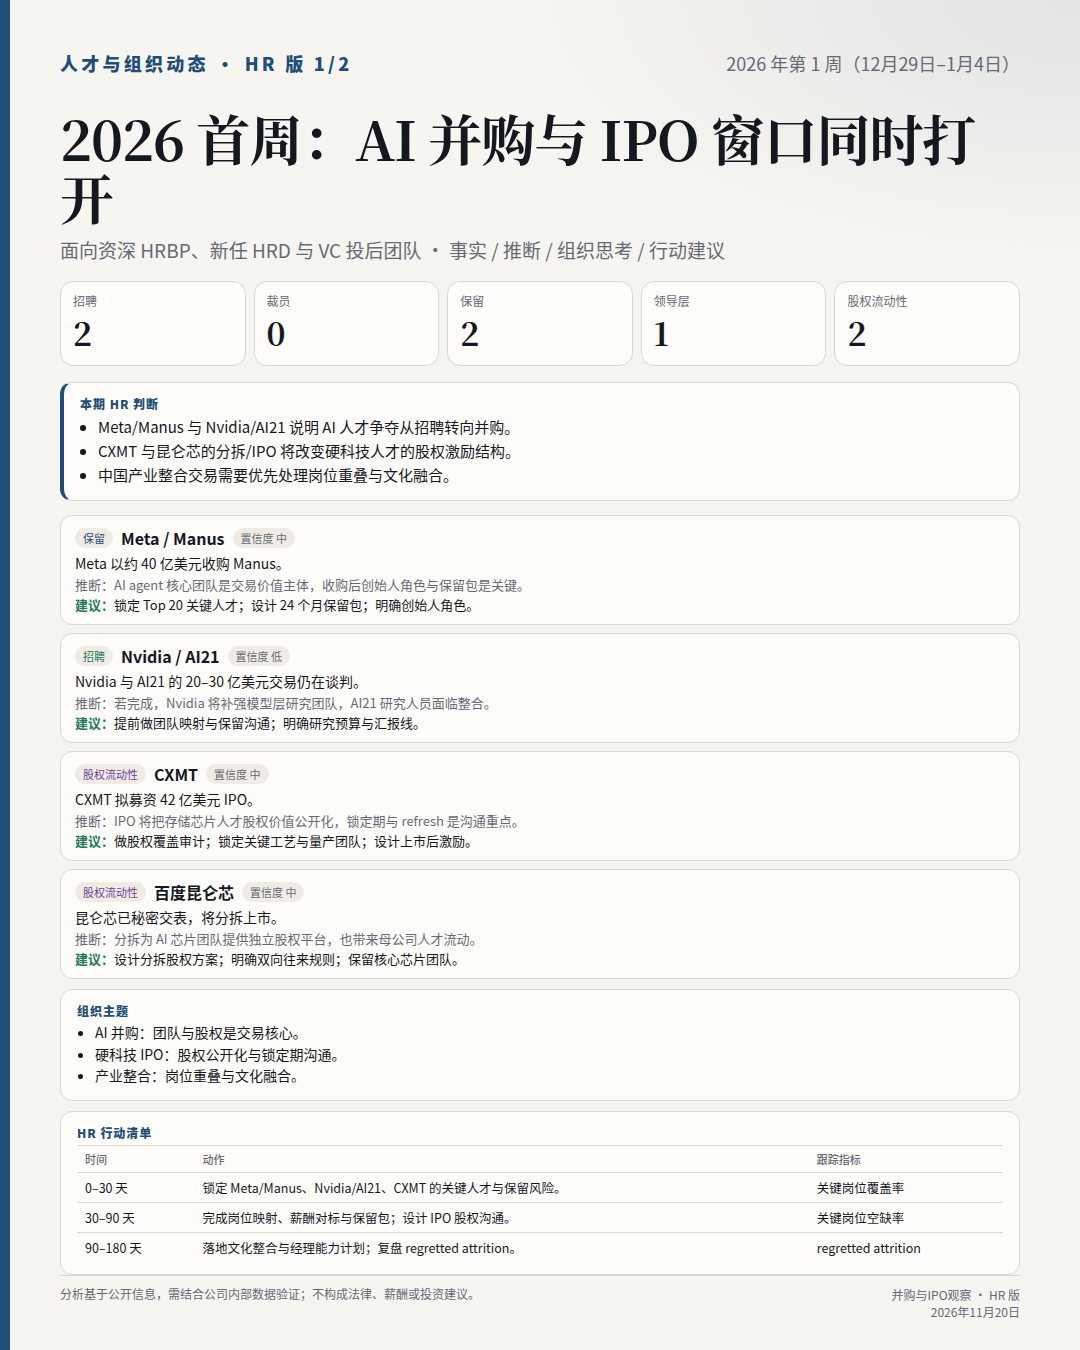 人才与组织动态 · HR 版 1/2
2026 年第 1 周（12月29日–1月4日）
2026 首周：AI 并购与 IPO 窗口同时打
开
面向资深 HRBP、新任 HRD 与 VC 投后团队 · 事实 / 推断 / 组织思考 / 行动建议
招聘
2
裁员
0
保留
2
领导层
1
股权流动性
2
本期 HR 判断
• Meta/Manus 与 Nvidia/AI21 说明 AI 人才争夺从招聘转向并购。
• CXMT 与昆仑芯的分拆/IPO 将改变硬科技人才的股权激励结构。
• 中国产业整合交易需要优先处理岗位重叠与文化融合。
保留 Meta / Manus 置信度 中
Meta 以约 40 亿美元收购 Manus。
推断：AI agent 核心团队是交易价值主体，收购后创始人角色与保留包是关键。
建议：锁定 Top 20 关键人才；设计 24 个月保留包；明确创始人角色。
招聘 Nvidia / AI21 置信度 低
Nvidia 与 AI21 的 20–30 亿美元交易仍在谈判。
推断：若完成，Nvidia 将补强模型层研究团队，AI21 研究人员面临整合。
建议：提前做团队映射与保留沟通；明确研究预算与汇报线。
股权流动性 CXMT 置信度 中
CXMT 拟募资 42 亿美元 IPO。
推断：IPO 将把存储芯片人才股权价值公开化，锁定期与 refresh 是沟通重点。
建议：做股权覆盖审计；锁定关键工艺与量产团队；设计上市后激励。
股权流动性 百度昆仑芯 置信度 中
昆仑芯已秘密交表，将分拆上市。
推断：分拆为 AI 芯片团队提供独立股权平台，也带来母公司人才流动。
建议：设计分拆股权方案；明确双向往来规则；保留核心芯片团队。
组织主题
• AI 并购：团队与股权是交易核心。
• 硬科技 IPO：股权公开化与锁定期沟通。
• 产业整合：岗位重叠与文化融合。
HR 行动清单
时间 动作 跟踪指标
0–30 天 锁定 Meta/Manus、Nvidia/AI21、CXMT 的关键人才与保留风险。 关键岗位覆盖率
30–90 天 完成岗位映射、薪酬对标与保留包；设计 IPO 股权沟通。 关键岗位空缺率
90–180 天 落地文化整合与经理能力计划；复盘 regretted attrition。 regretted attrition
分析基于公开信息，需结合公司内部数据验证；不构成法律、薪酬或投资建议。
并购与IPO观察 · HR 版
2026年11月20日